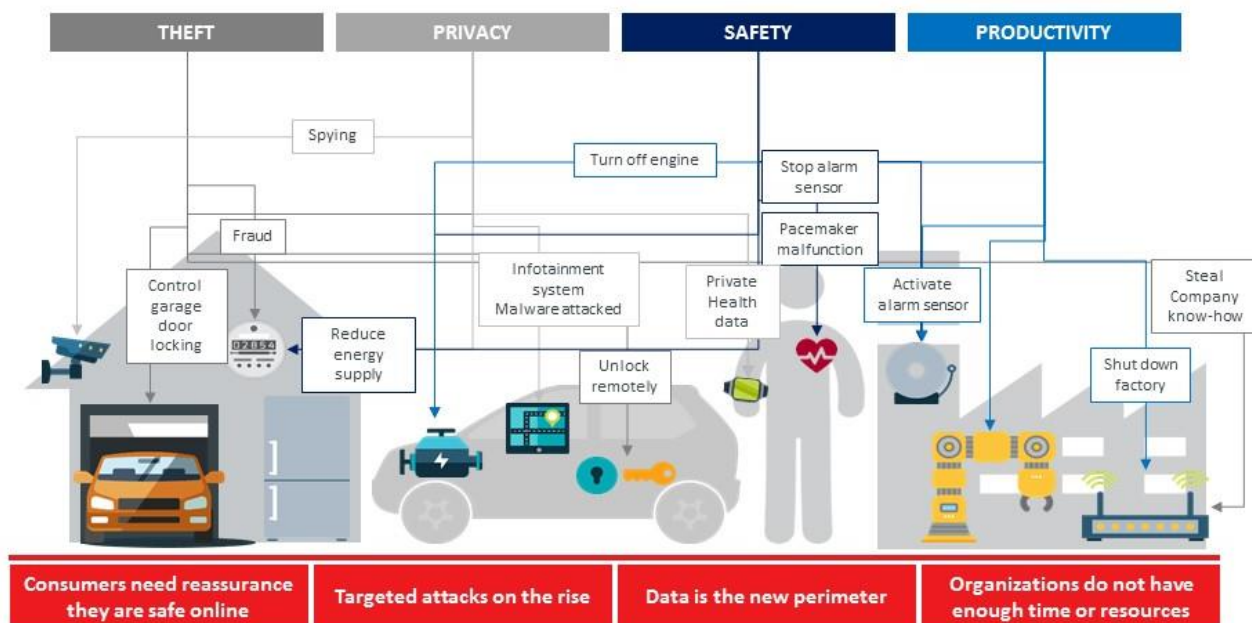 THEFT
PRIVACY
SAFETY
PRODUCTIVITY
Spying
Turn off engine
Stop alarm
sensor
Fraud
Pacemaker
malfunction
Control
garage
door
locking
Infotainment
system
Malware attacked
Private
Health
data
Activate
alarm sensor
Steal
Company
know-how
02854
Reduce
energy
supply
Unlock
remotely
Shut down
factory
Consumers need reassurance
they are safe online
Targeted attacks on the rise
Data is the new perimeter
Organizations do not have
enough time or resources